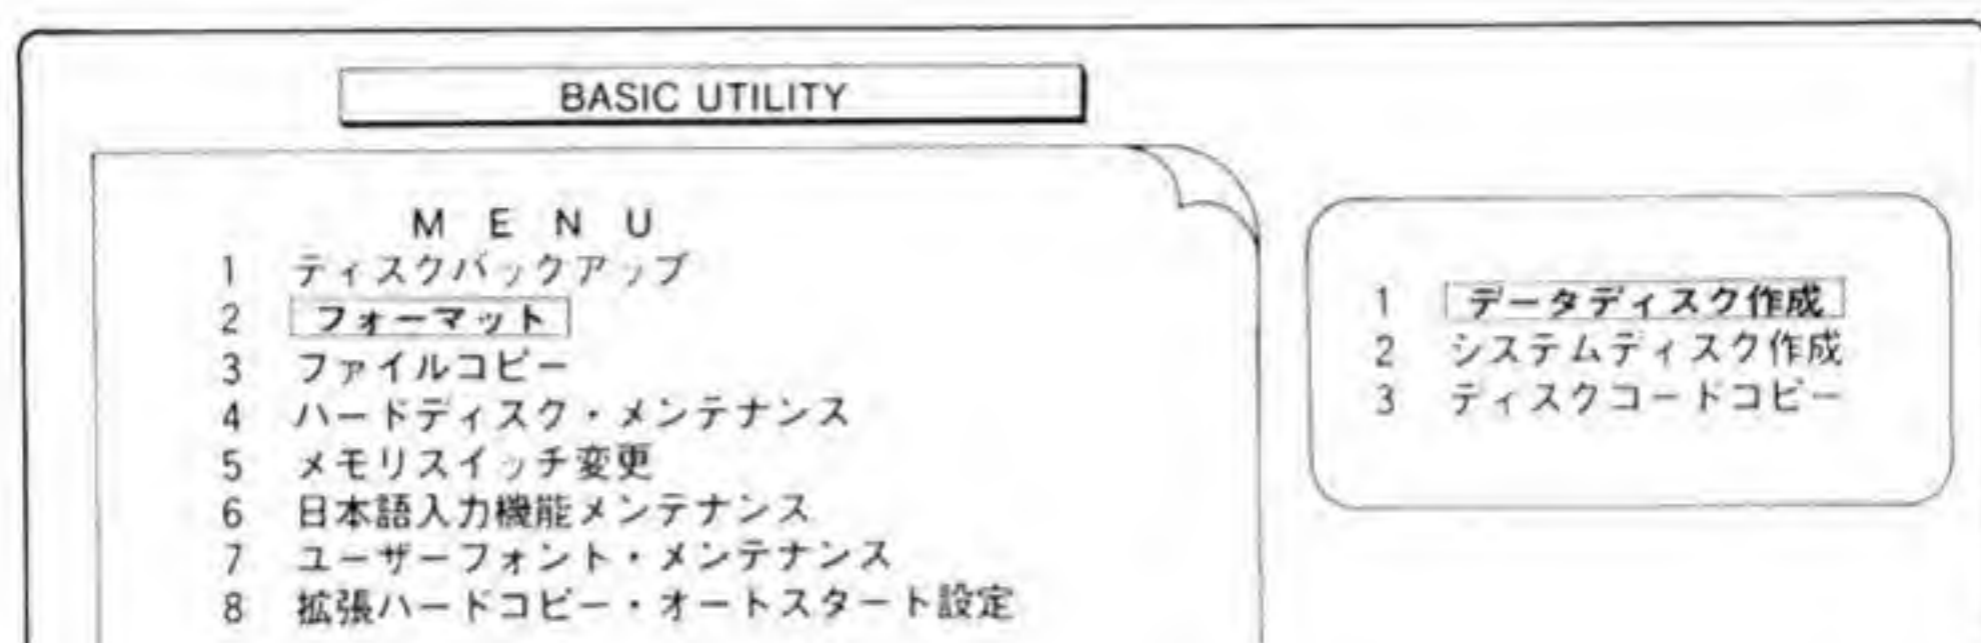 BASIC UTILITY
M E N U
1 ディスクバックアップ
2 フォーマット
3 ファイルコピー
4 ハードディスク・メンテナンス
5 メモリスイッチ変更
6 日本語入力機能メンテナンス
7 ユーザーフォント・メンテナンス
8 拡張ハードコピー・オートスタート設定
1 データディスク作成
2 システムディスク作成
3 ディスクコードコピー